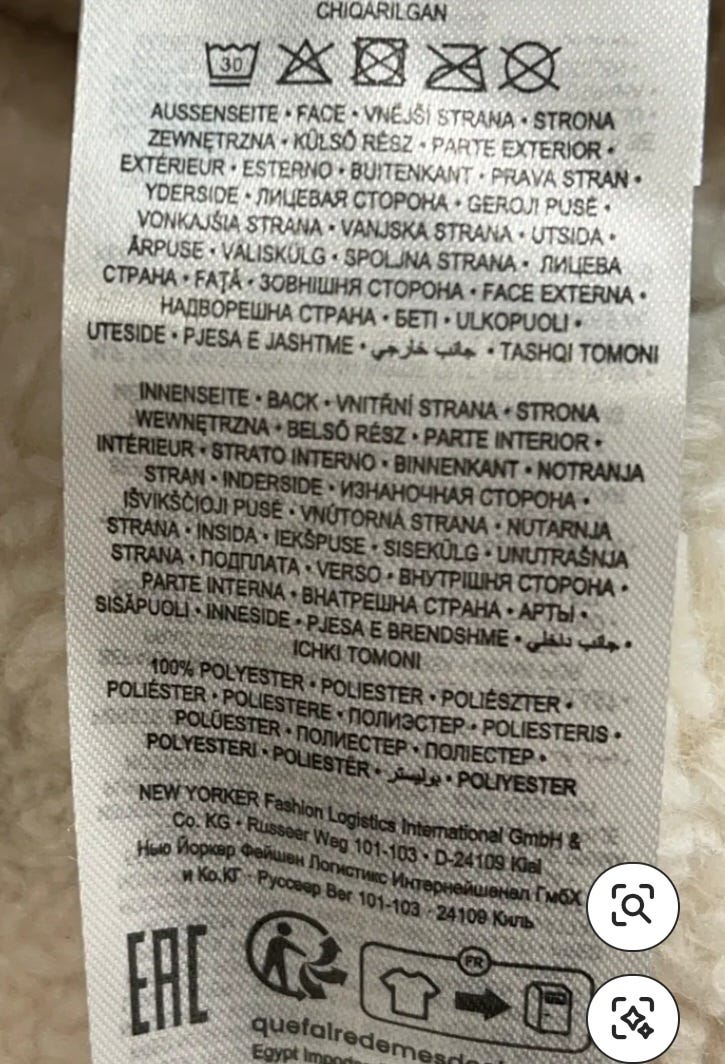 CHIQARILGAN
30
AUSSENSEITE • FACE • VNĚJŠÍ STRANA • STRONA
ZEWNĘTRZNA • KÜLSŐ RÉSZ • PARTE EXTERIOR •
EXTÉRIEUR • ESTERNO • BUITENKANT • PRAVA STRAN •
YDERSIDE • ЛИЦЕВАЯ СТОРОНА • GEROJI PUSĖ •
VONKAJŠIA STRANA • VANJSKA STRANA • UTSIDA •
ĀRPUSE • VÄLISKÜLG • SPOLJNA STRANA • ЛИЦЕВА
СТРАНА • FAȚĂ • ЗОВНІШНЯ СТОРОНА • FACE EXTERNA •
НАДВОРЕШНА СТРАНА • БЕТІ • ULKOPUOLI •
UTESIDE • PJESA E JASHTME • جانب خارجي • TASHQI TOMONI
INNENSEITE • BACK • VNITŘNÍ STRANA • STRONA
WEWNĘTRZNA • BELSŐ RÉSZ • PARTE INTERIOR •
INTÉRIEUR • STRATO INTERNO • BINNENKANT • NOTRANJA
STRAN • INDERSIDE • ИЗНАНОЧНАЯ СТОРОНА •
IŠVIKŠČIOJI PUSĖ • VNÚTORNÁ STRANA • NUTARNJA
STRANA • INSIDA • IEKŠPUSE • SISEKÜLG • UNUTRAŠNJA
STRANA • ПОДПЛАТА • VERSO • ВНУТРІШНЯ СТОРОНА •
PARTE INTERNA • ВНАТРЕШНА СТРАНА • АРТЫ •
SISÄPUOLI • INNESIDE • PJESA E BRENDSHME • جانب داخلي •
ICHKI TOMONI
100% POLYESTER • POLIESTER • POLIÉSZTER •
POLIÉSTER • POLIESTERE • ПОЛИЭСТЕР • POLIESTERIS •
POLÜESTER • ПОЛИЕСТЕР • ПОЛІЕСТЕР •
POLYESTERI • POLIESTËR • بوليستر • POLIYESTER
NEW YORKER Fashion Logistics International GmbH &
Co. KG • Russeer Weg 101-103 • D-24109 Kiel
Нью Йоркер Фейшен Логистикс Интернейшенел ГмбХ
и Ко.КГ · Руссеер Вег 101-103 · 24109 Киль
EAC
FR
quefairedemesde
Egypt